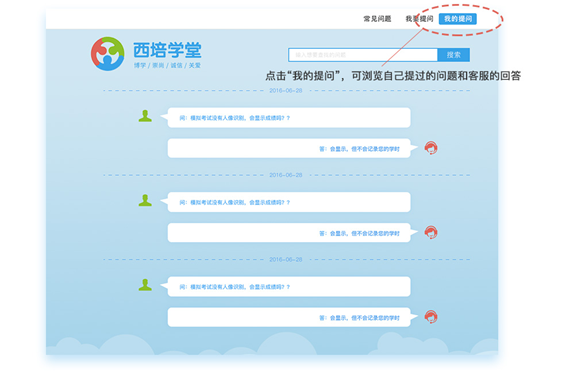 常见问题 我要提问 我的提问
西培学堂
博学 / 崇尚 / 诚信 / 关爱
输入您要咨询的问题 搜索
点击“我的提问”，可浏览自己提过的问题和客服的回答
2016-06-26
问：模拟考试没有人像识别，会显示成绩吗？？
答：会显示，但不会记录您的学时
2016-06-26
问：模拟考试没有人像识别，会显示成绩吗？？
答：会显示，但不会记录您的学时
2016-06-26
问：模拟考试没有人像识别，会显示成绩吗？？
答：会显示，但不会记录您的学时